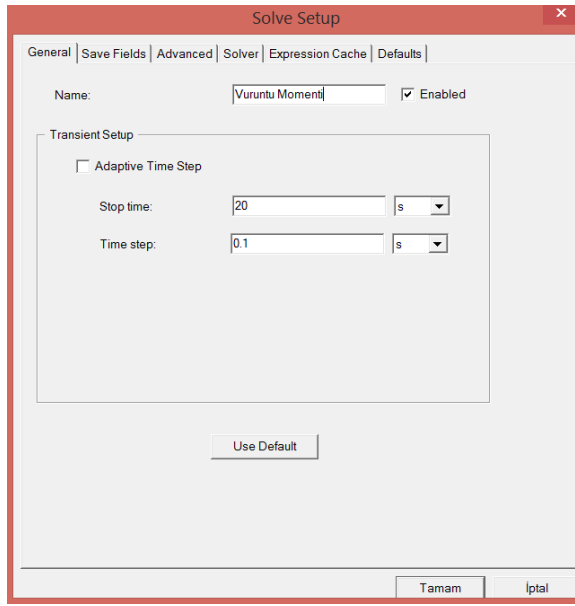 Solve Setup
×
General Save Fields Advanced Solver Expression Cache Defaults
Name: Vuruntu Momenti Enabled
Transient Setup
Adaptive Time Step
Stop time: 20 s
Time step: 0.1 s
Use Default
Tamam İptal